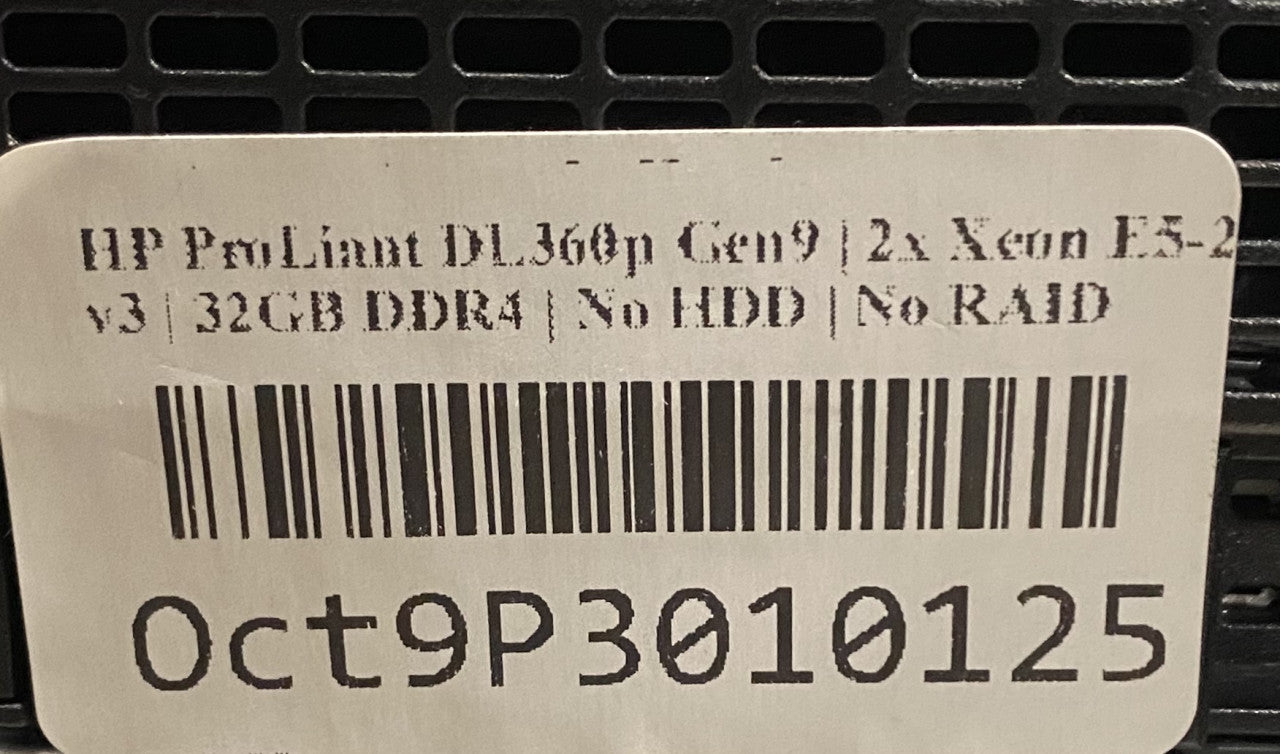 HP ProLiant DL360p Gen9 | 2x Xeon E5-2
v3 | 32GB DDR4 | No HDD | No RAID
Oct9P3010125